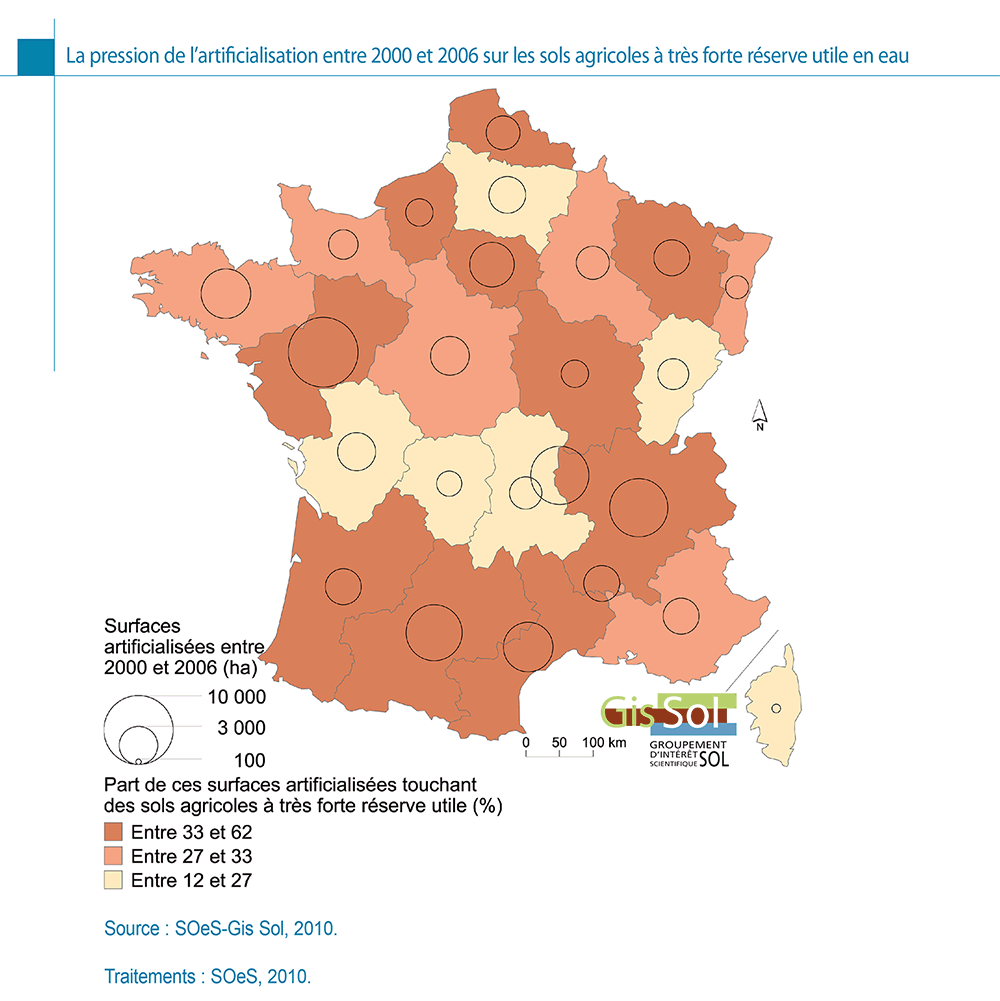 La pression de l'artificialisation entre 2000 et 2006 sur les sols agricoles à très forte réserve utile en eau
N
Surfaces
artificialisées entre
2000 et 2006 (ha)
10 000
3 000
100
Gis Sol
GROUPEMENT
D'INTÉRÊT
SCIENTIFIQUE SOL
0 50 100 km
Part de ces surfaces artificialisées touchant
des sols agricoles à très forte réserve utile (%)
Entre 33 et 62
Entre 27 et 33
Entre 12 et 27
Source : SOeS-Gis Sol, 2010.
Traitements : SOeS, 2010.